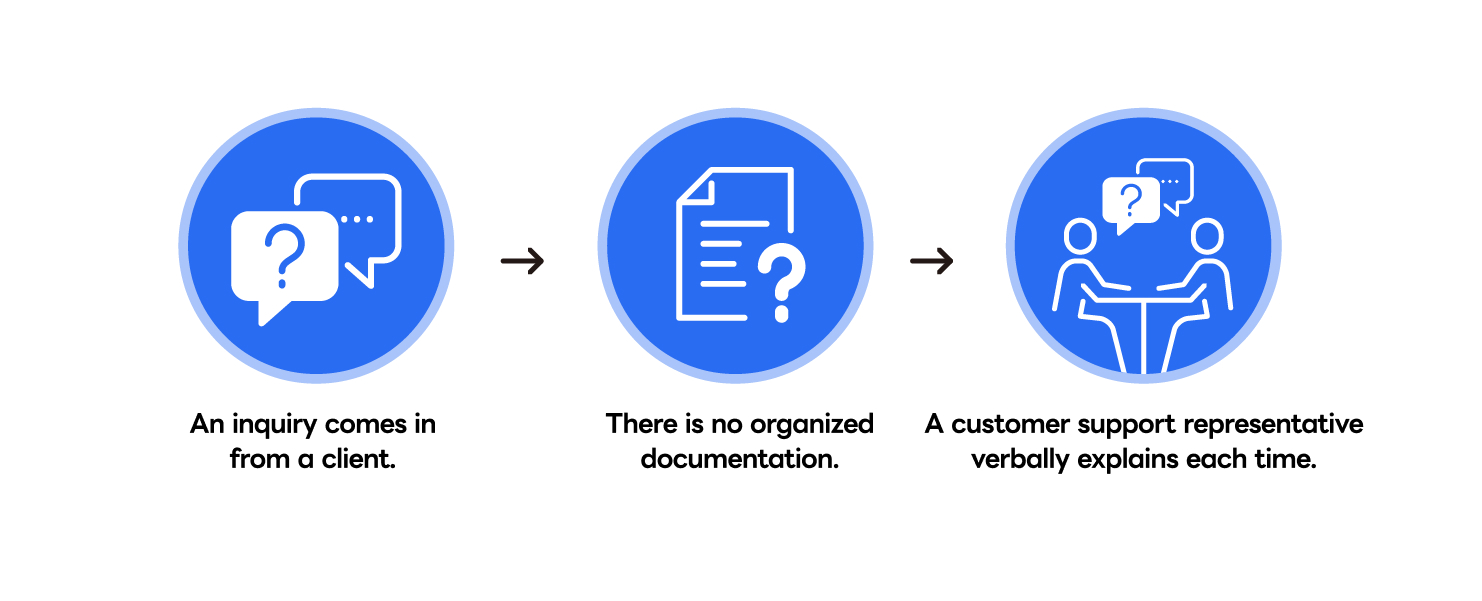 An inquiry comes in
from a client.
There is no organized
documentation.
A customer support representative
verbally explains each time.